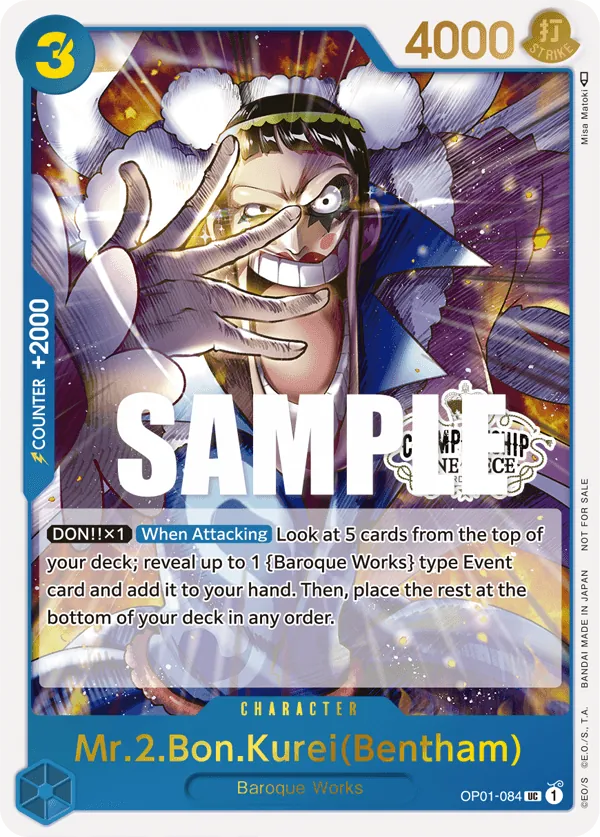 3
4000
打
STRIKE
Misa Matoki
COUNTER +2000
SAMPLE
DON!!×1 When Attacking Look at 5 cards from the top of
your deck; reveal up to 1 {Baroque Works} type Event
card and add it to your hand. Then, place the rest at the
bottom of your deck in any order.
CHARACTER
Mr.2.Bon.Kurei(Bentham)
Baroque Works
OP01-084 UC 1
©EO/S ©E.O./S., T.A. BANDAI MADE IN JAPAN NOT FOR SALE